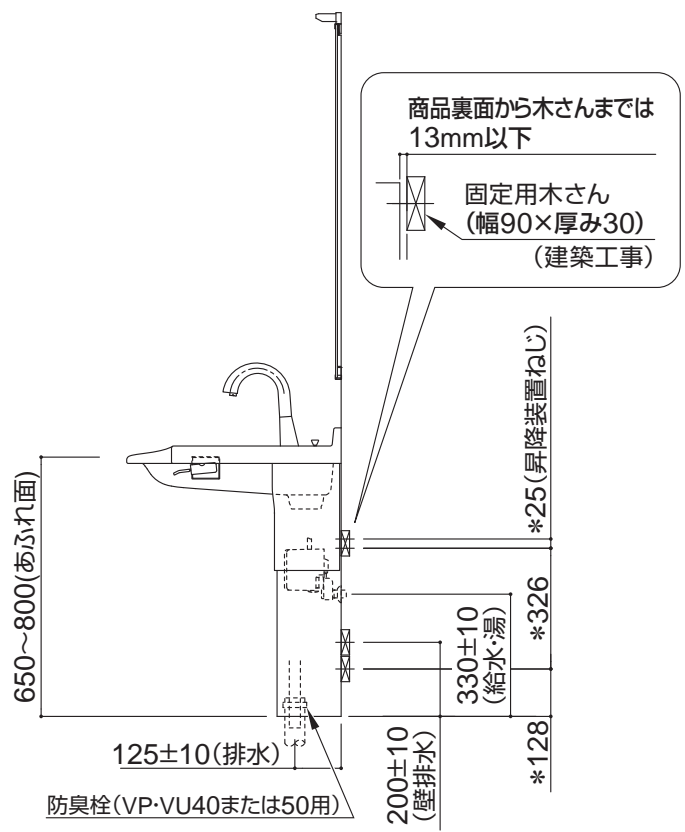 商品裏面から木さんまでは
13mm以下
固定用木さん
(幅90×厚み30)
(建築工事)
*25(昇降装置ねじ)
650~800(あふれ面)
*326
330±10
(給水・湯)
200±10
(壁排水)
*128
125±10(排水)
防臭栓(VP・VU40または50用)